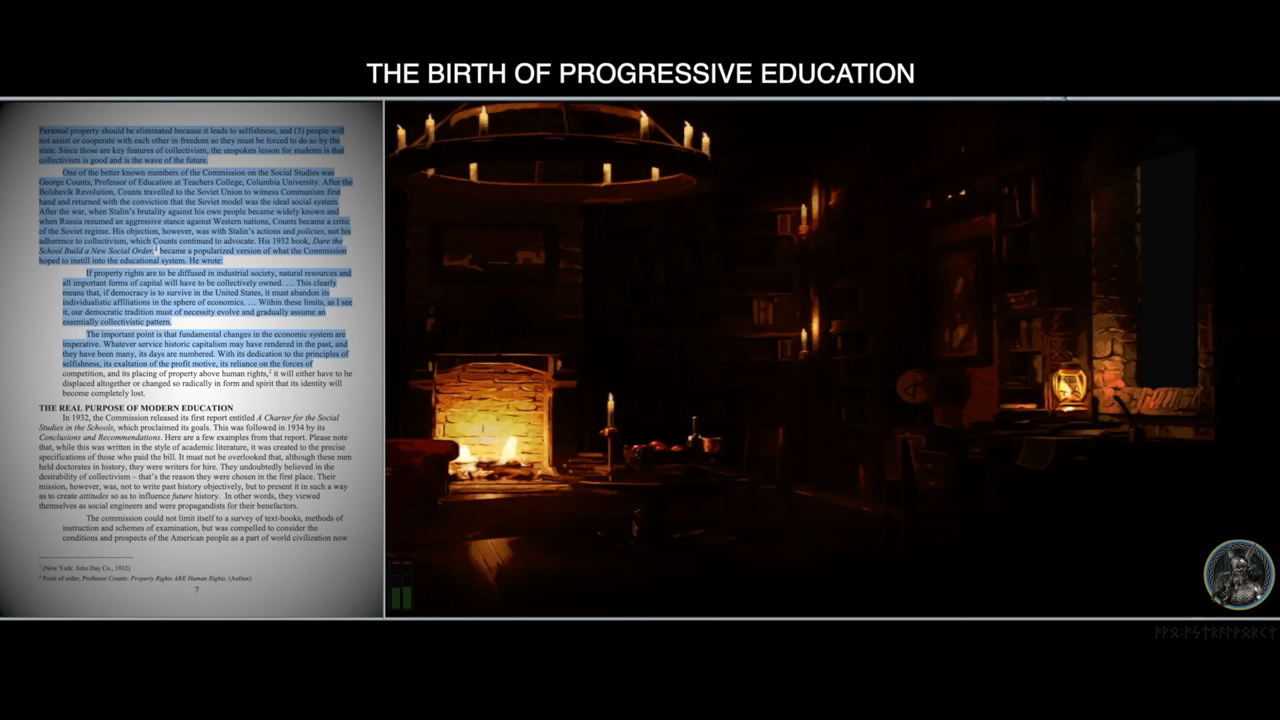 THE BIRTH OF PROGRESSIVE EDUCATION
Personal property should be eliminated because it leads to selfishness, and (3) people will
not assist or cooperate with each other in freedom so they must be forced to do so by the
state. Since those are key features of collectivism, the unspoken lesson for students is that
collectivism is good and is the wave of the future.
One of the better known members of the Commission on the Social Studies was
George Counts, Professor of Education at Teachers College, Columbia University. After the
Bolshevik Revolution, Counts travelled to the Soviet Union to witness Communism first
hand and returned with the conviction that the Soviet model was the ideal social system.
After the war, when Stalin's brutality against his own people became widely known and
when Russia resumed an aggressive stance against Western nations, Counts became a critic
of the Soviet regime. His objection, however, was with Stalin's actions and policies, not his
adherence to collectivism, which Counts continued to advocate. His 1932 book, Dare the
School Build a New Social Order,¹ became a popularized version of what the Commission
hoped to instill into the educational system. He wrote:
If property rights are to be diffused in industrial society, natural resources and
all important forms of capital will have to be collectively owned. … This clearly
means that, if democracy is to survive in the United States, it must abandon its
individualistic affiliations in the sphere of economics. … Within these limits, as I see
it, our democratic tradition must of necessity evolve and gradually assume an
essentially collectivistic pattern.
The important point is that fundamental changes in the economic system are
imperative. Whatever service historic capitalism may have rendered in the past, and
they have been many, its days are numbered. With its dedication to the principles of
selfishness, its exaltation of the profit motive, its reliance on the forces of
competition, and its placing of property above human rights,² it will either have to be
displaced altogether or changed so radically in form and spirit that its identity will
become completely lost.
THE REAL PURPOSE OF MODERN EDUCATION
In 1932, the Commission released its first report entitled A Charter for the Social
Studies in the Schools, which proclaimed its goals. This was followed in 1934 by its
Conclusions and Recommendations. Here are a few examples from that report. Please note
that, while this was written in the style of academic literature, it was created to the precise
specifications of those who paid the bill. It must not be overlooked that, although these men
held doctorates in history, they were writers for hire. They undoubtedly believed in the
desirability of collectivism – that's the reason they were chosen in the first place. Their
mission, however, was, not to write past history objectively, but to present it in such a way
as to create attitudes so as to influence future history. In other words, they viewed
themselves as social engineers and were propagandists for their benefactors.
The commission could not limit itself to a survey of text-books, methods of
instruction and schemes of examination, but was compelled to consider the
conditions and prospects of the American people as a part of world civilization now
¹ (New York: John Day Co., 1932)
² Point of order, Professor Counts: Property Rights ARE Human Rights. (Author)
7